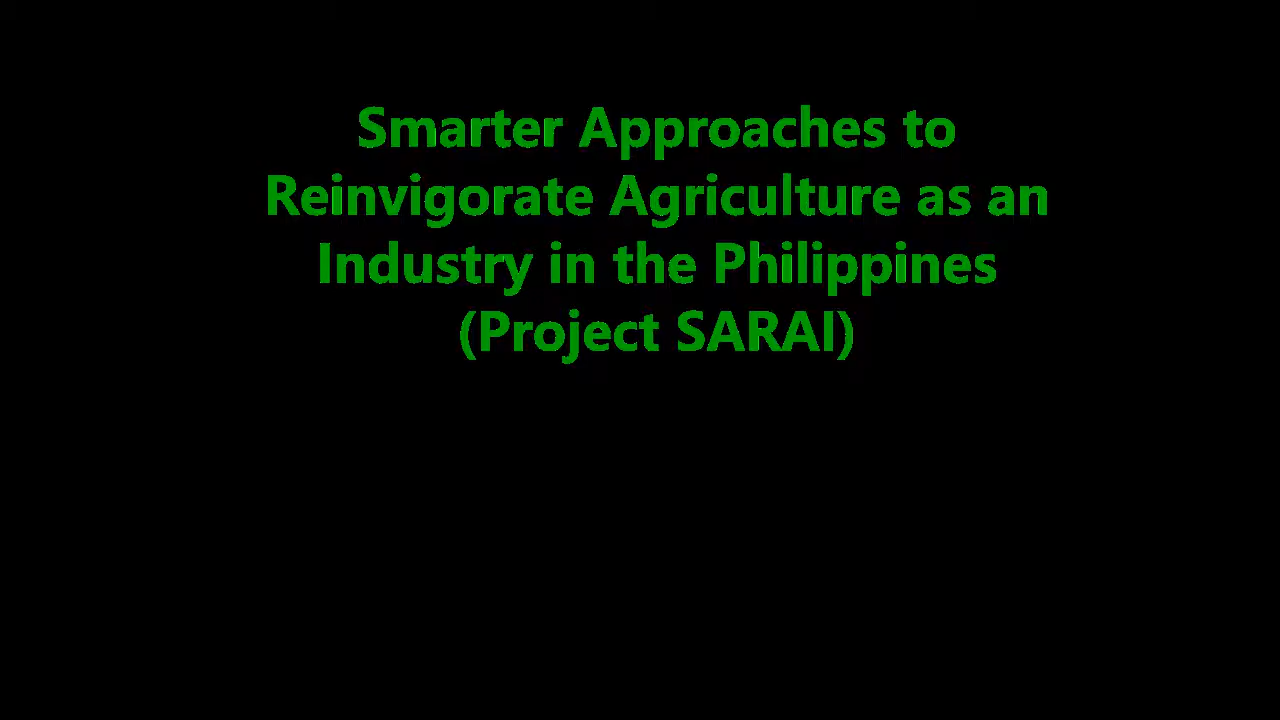 Smarter Approaches to
Reinvigorate Agriculture as an
Industry in the Philippines
(Project SARAI)